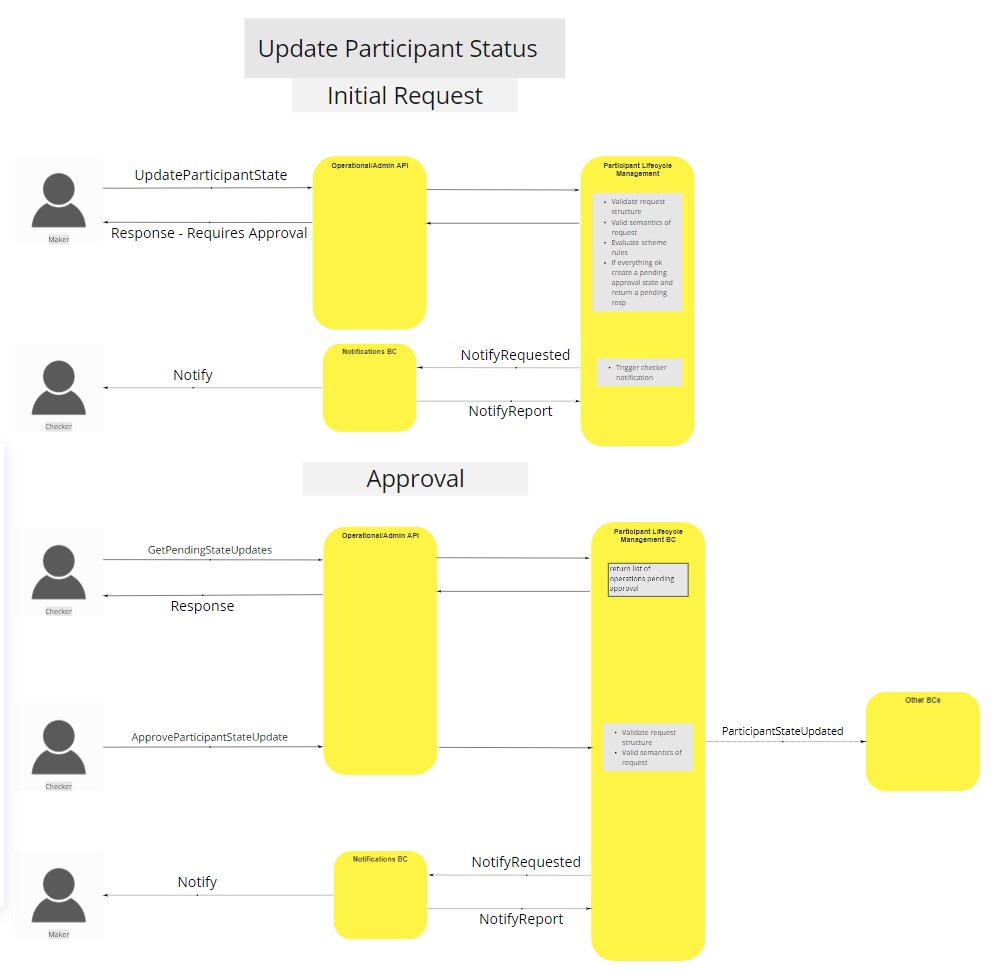 Update Participant Status
Initial Request
UpdateParticipantState
Response - Requires Approval
Maker
Operational/Admin API
Participant Lifecycle
Management
• Validate request
structure
• Valid semantics of
request
• Evaluate scheme
rules
• If everything ok
create a pending
approval state and
return a pending
resp
Notify
Checker
Notifications BC
NotifyRequested
NotifyReport
• Trigger checker
notification
Approval
GetPendingStateUpdates
Response
Checker
Operational/Admin API
Participant Lifecycle
Management BC
return list of
operations pending
approval
ApproveParticipantStateUpdate
Checker
• Validate request
structure
• Valid semantics of
request
ParticipantStateUpdated
Other BCs
Notify
Maker
Notifications BC
NotifyRequested
NotifyReport